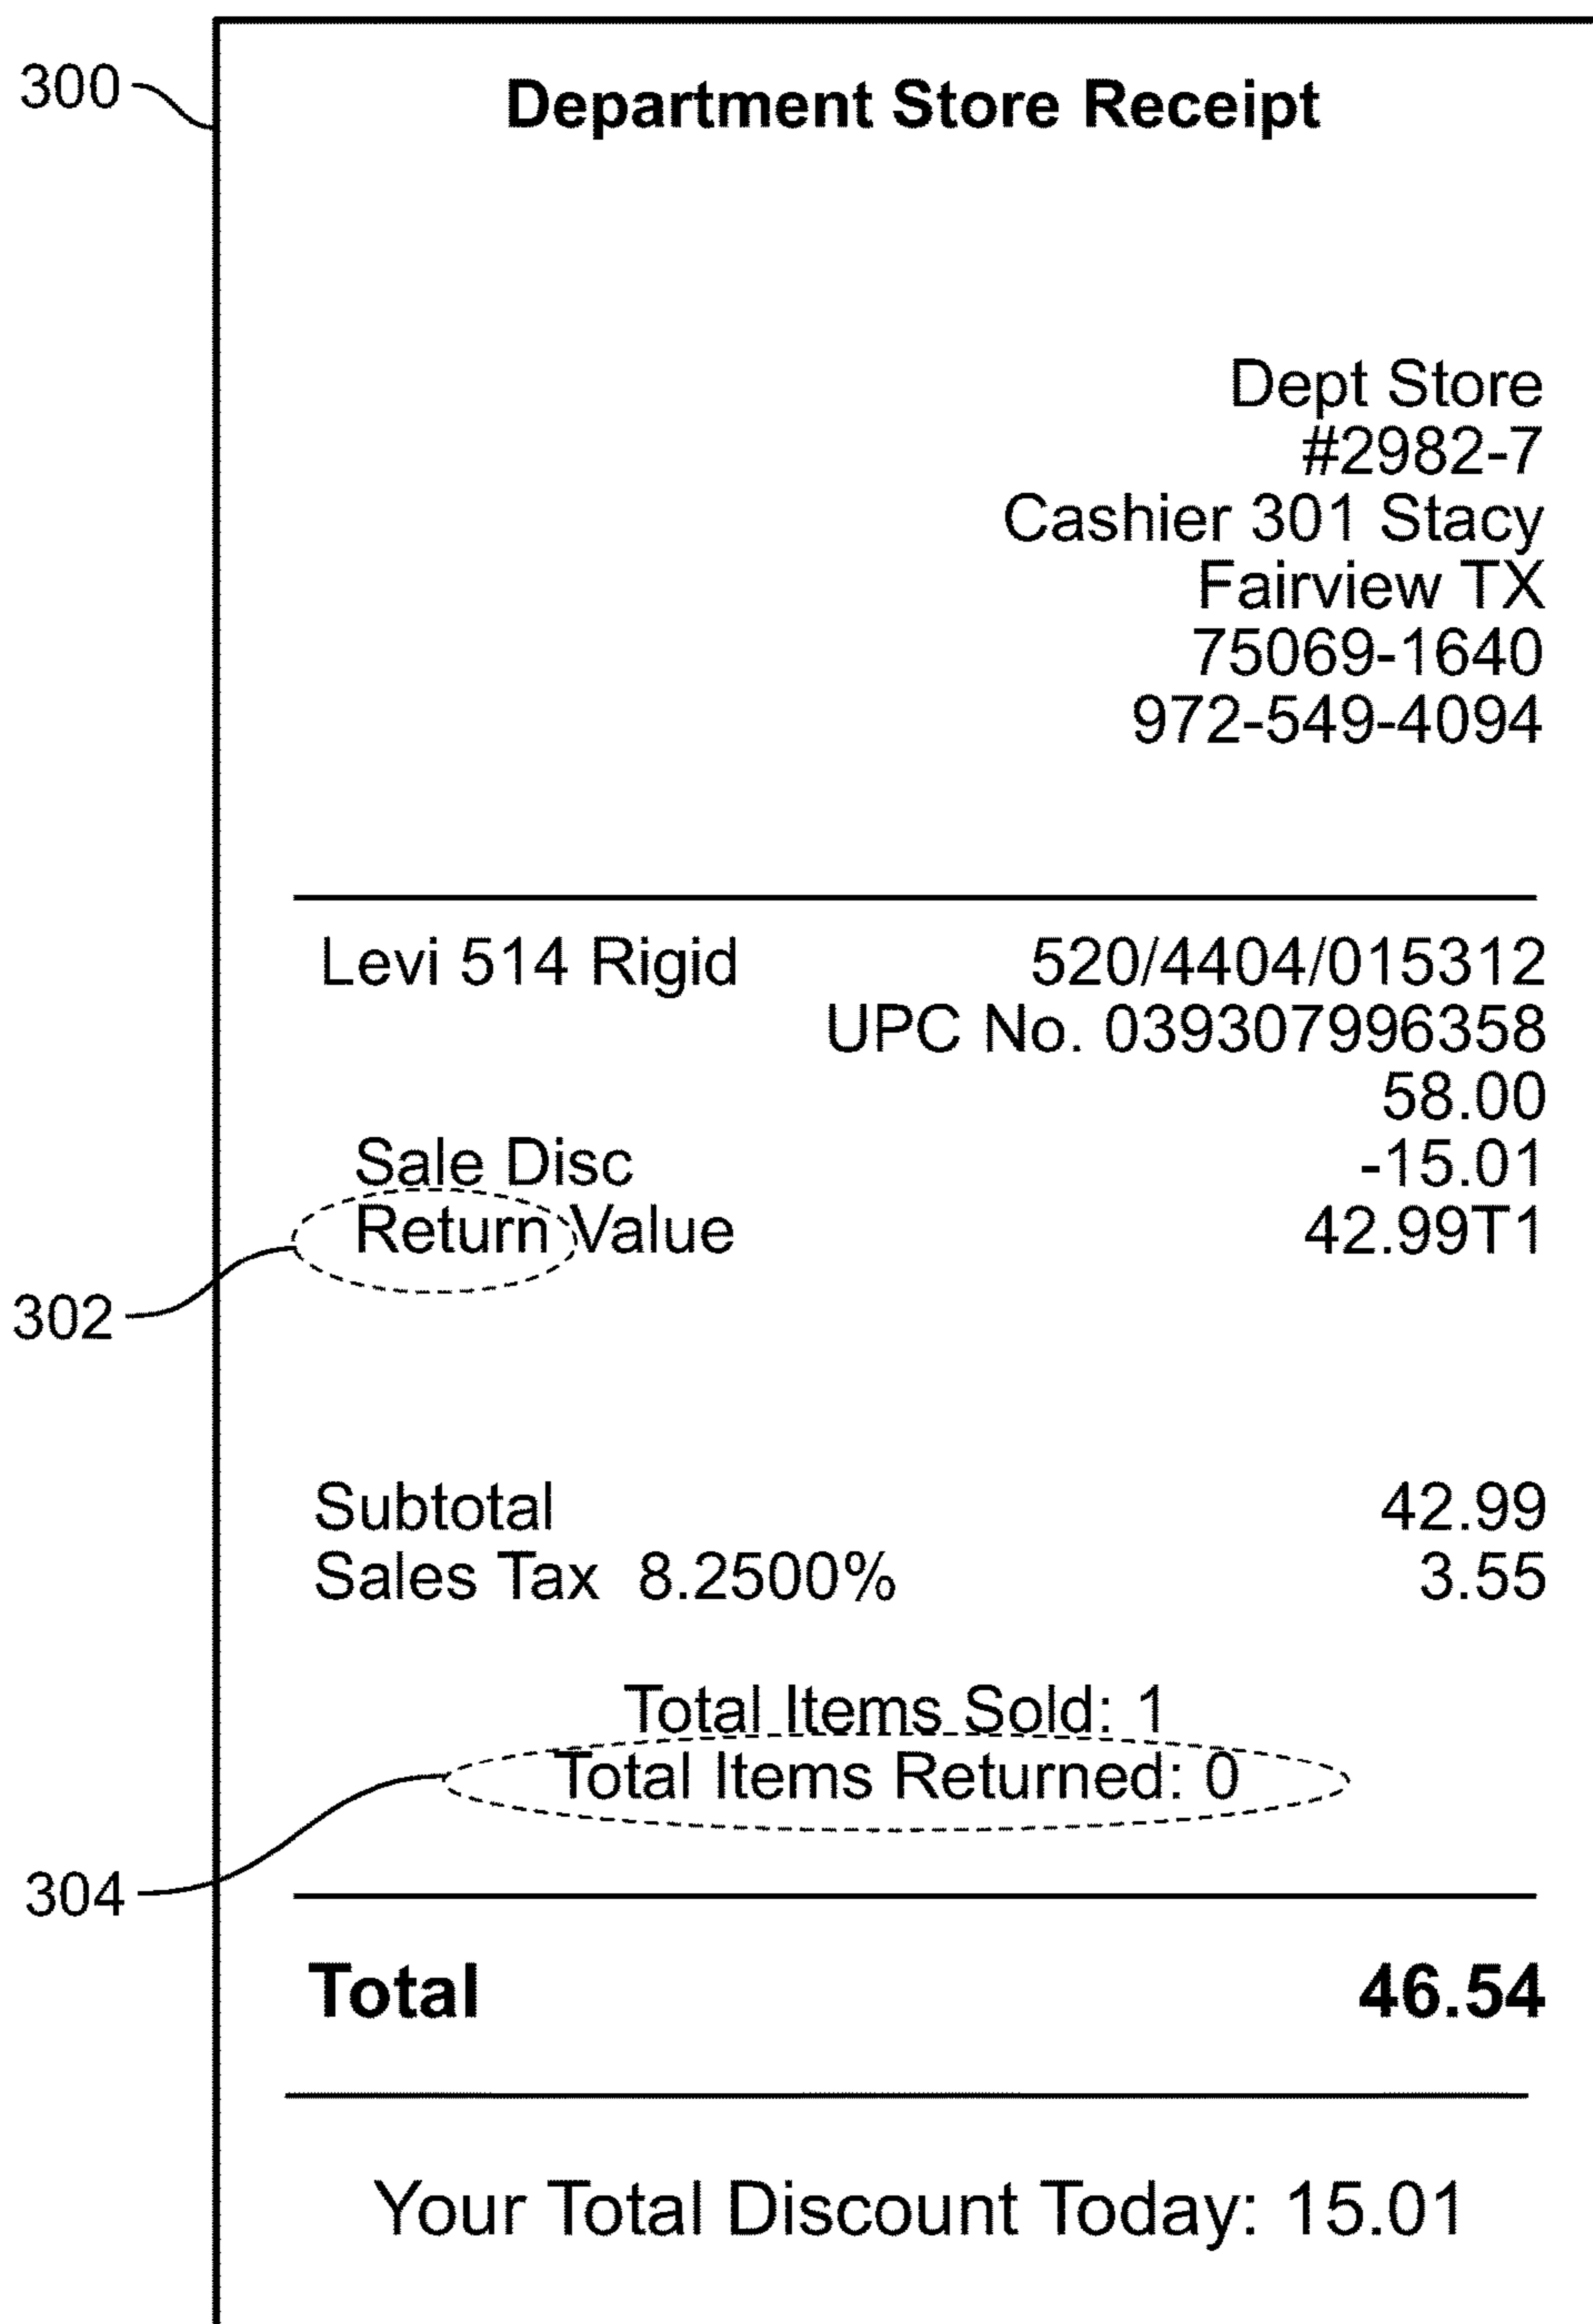 300
Department Store Receipt
Dept Store
#2982-7
Cashier 301 Stacy
Fairview TX
75069-1640
972-549-4094
Levi 514 Rigid 520/4404/015312
UPC No. 039307996358
58.00
Sale Disc -15.01
Return Value 42.99T1
302
Subtotal 42.99
Sales Tax 8.2500% 3.55
Total Items Sold: 1
Total Items Returned: 0
304
Total 46.54
Your Total Discount Today: 15.01